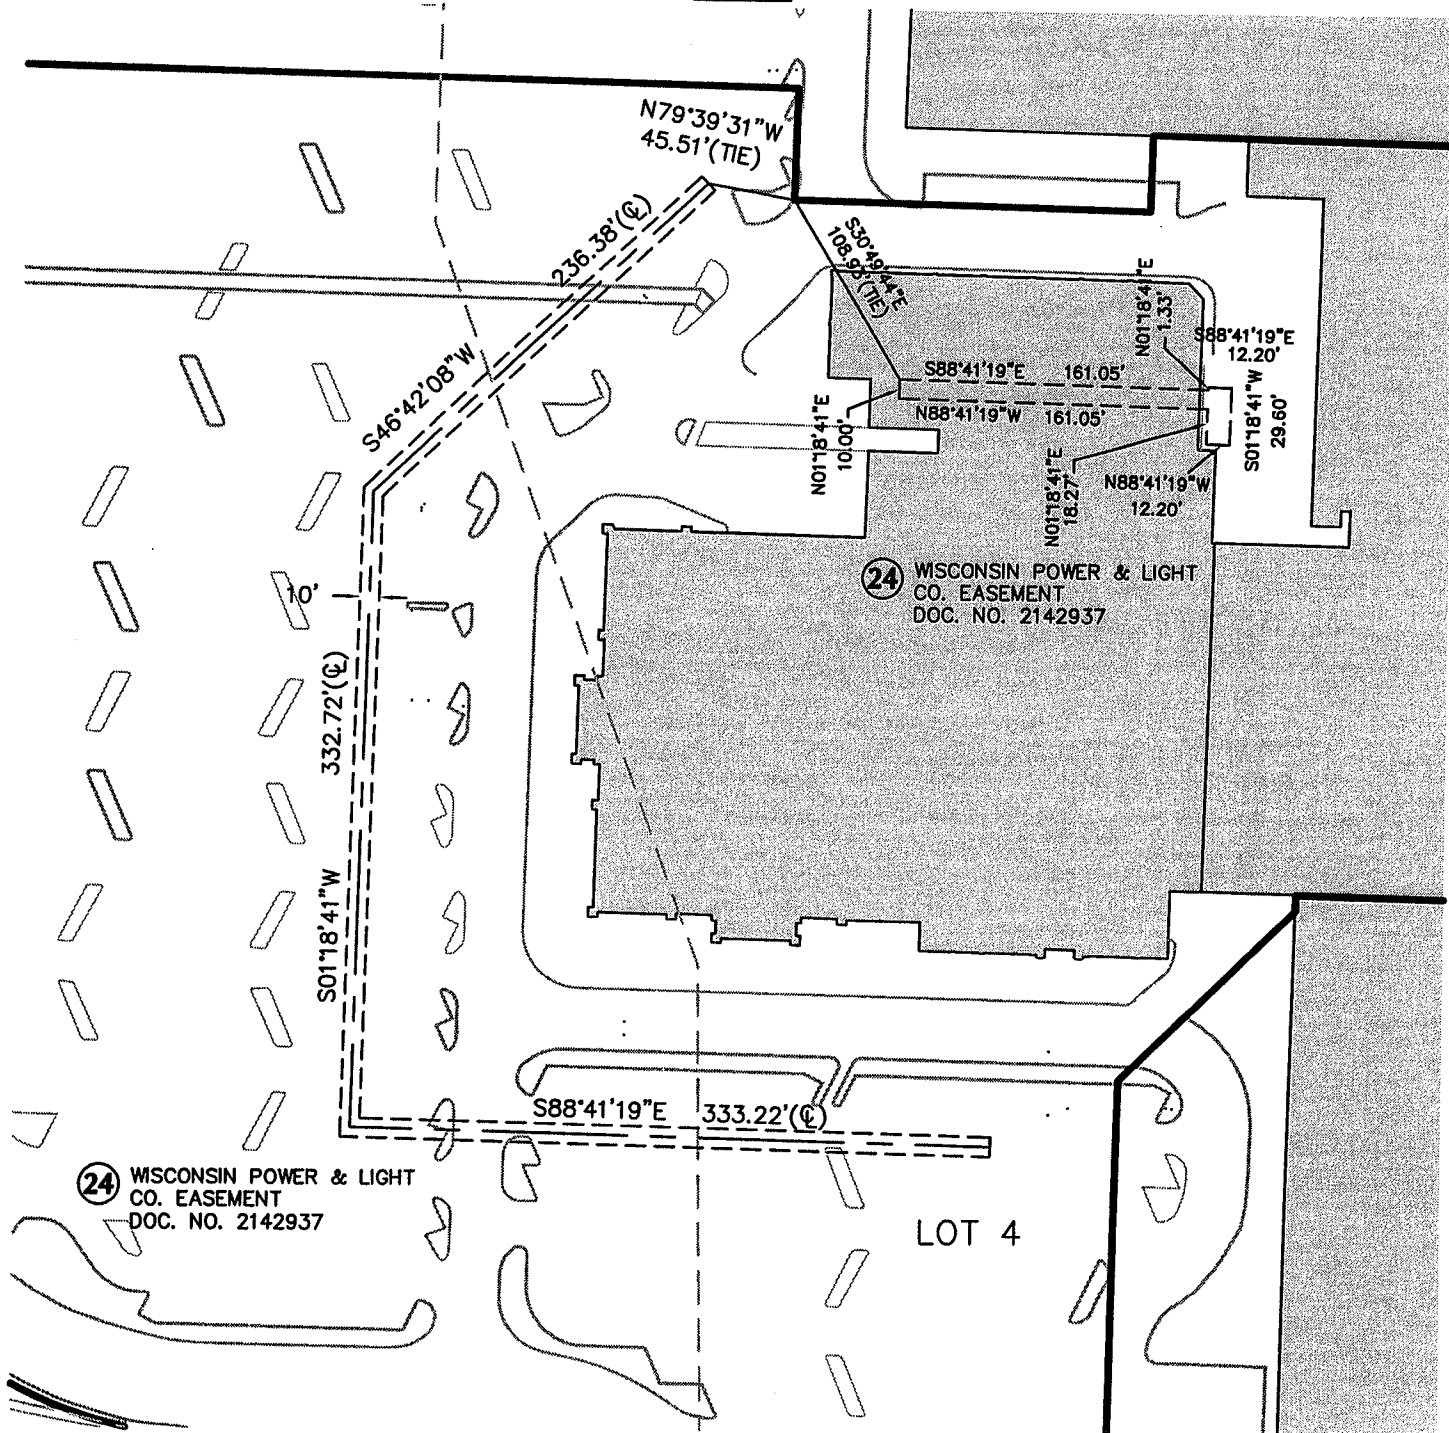 N79°39'31"W
45.51'(TIE)
236.38'(℄)
S30°49'44"E
108.93'(TIE)
N01°18'41"E
1.33'
S88°41'19"E
12.20'
S46°42'08"W
S88°41'19"E 161.05'
N88°41'19"W 161.05'
N01°18'41"E
10.00'
S01°18'41"W
29.60'
N01°18'41"E
18.27'
N88°41'19"W
12.20'
24 WISCONSIN POWER & LIGHT
CO. EASEMENT
DOC. NO. 2142937
10'
332.72'(℄)
S01°18'41"W
S88°41'19"E 333.22'(℄)
24 WISCONSIN POWER & LIGHT
CO. EASEMENT
DOC. NO. 2142937
LOT 4